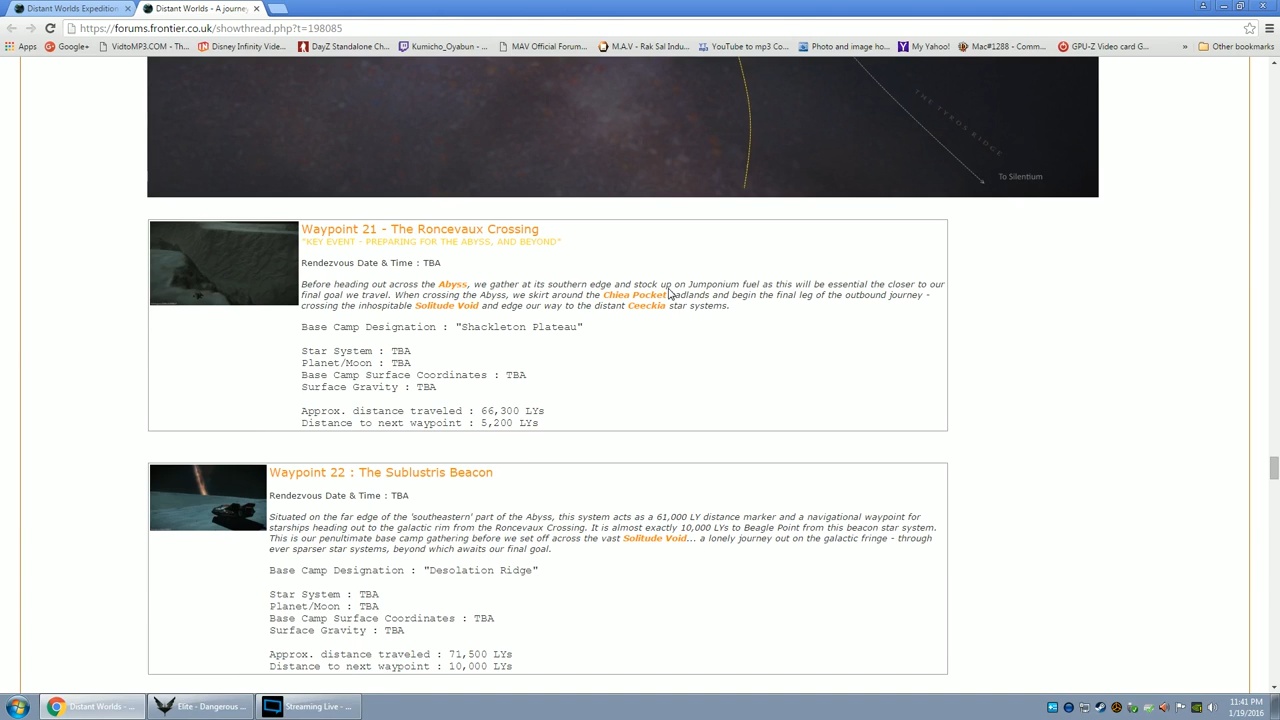 Distant Worlds Expedition
Distant Worlds - A journey
https://forums.frontier.co.uk/showthread.php?t=198085
Apps
Google+
VidtoMP3.COM - Th...
Disney Infinity Vide...
DayZ Standalone Ch...
Kumicho_Oyabun - ...
MAV Official Forum...
M.A.V - Rak Sal Indu...
YouTube to mp3 Co...
Photo and image ho...
My Yahoo!
Mac#1288 - Comm...
GPU-Z Video card G...
»
Other bookmarks
THE TYROS RIDGE
To Silentium
Waypoint 21 - The Roncevaux Crossing
"KEY EVENT - PREPARING FOR THE ABYSS, AND BEYOND"
Rendezvous Date & Time : TBA
Before heading out across the Abyss, we gather at its southern edge and stock up on Jumponium fuel as this will be essential the closer to our
final goal we travel. When crossing the Abyss, we skirt around the Chiea Pocket badlands and begin the final leg of the outbound journey -
crossing the inhospitable Solitude Void and edge our way to the distant Ceeckia star systems.
Base Camp Designation : "Shackleton Plateau"
Star System : TBA
Planet/Moon : TBA
Base Camp Surface Coordinates : TBA
Surface Gravity : TBA
Approx. distance traveled : 66,300 LYs
Distance to next waypoint : 5,200 LYs
Waypoint 22 : The Sublustris Beacon
Rendezvous Date & Time : TBA
Situated on the far edge of the 'southeastern' part of the Abyss, this system acts as a 61,000 LY distance marker and a navigational waypoint for
starships heading out to the galactic rim from the Roncevaux Crossing. It is almost exactly 10,000 LYs to Beagle Point from this beacon star system.
This is our penultimate base camp gathering before we set off across the vast Solitude Void... a lonely journey out on the galactic fringe - through
ever sparser star systems, beyond which awaits our final goal.
Base Camp Designation : "Desolation Ridge"
Star System : TBA
Planet/Moon : TBA
Base Camp Surface Coordinates : TBA
Surface Gravity : TBA
Approx. distance traveled : 71,500 LYs
Distance to next waypoint : 10,000 LYs
Distant Worlds - ...
Elite - Dangerous ...
Streaming Live - ...
11:41 PM
1/19/2016